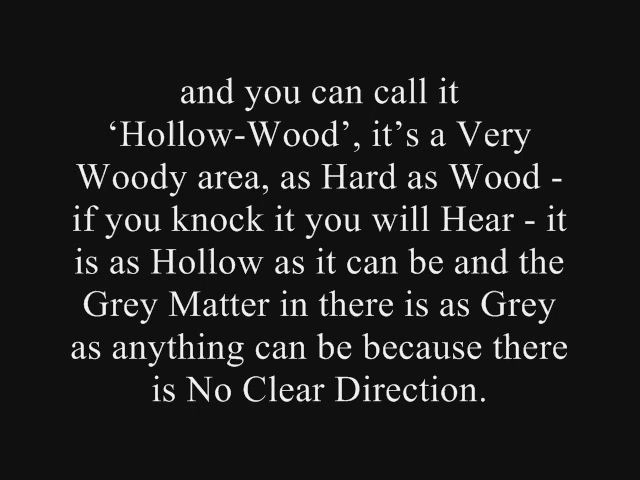 and you can call it
‘Hollow-Wood’, it’s a Very
Woody area, as Hard as Wood -
if you knock it you will Hear - it
is as Hollow as it can be and the
Grey Matter in there is as Grey
as anything can be because there
is No Clear Direction.